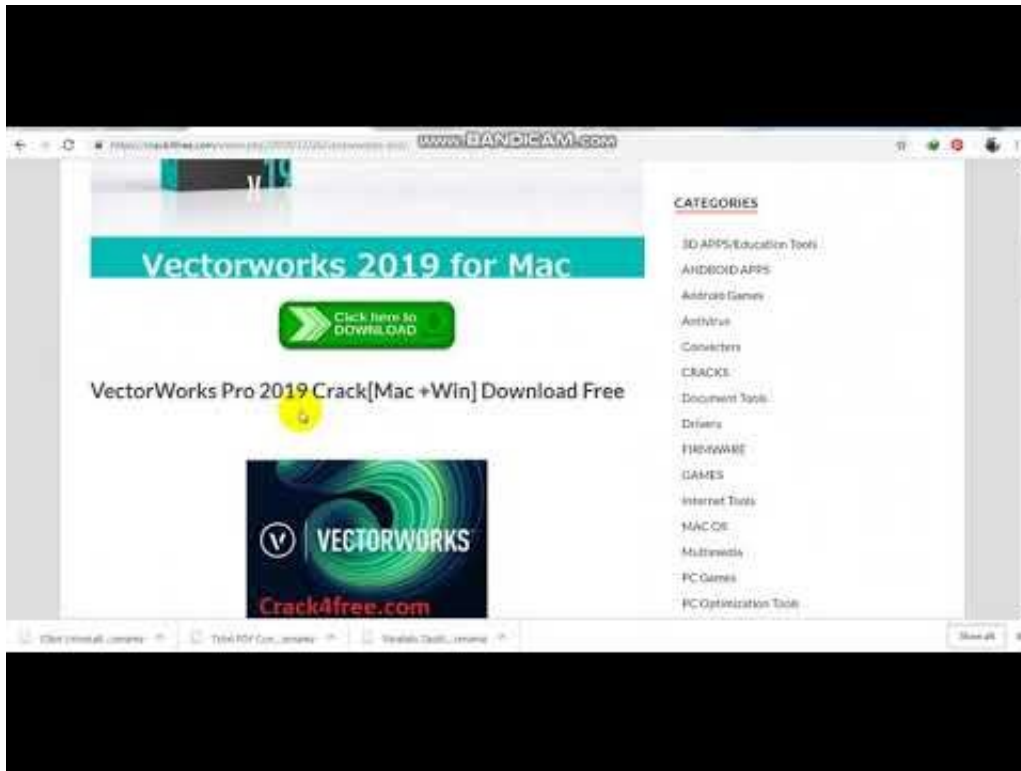 www.BANDICAM.com
V 19
Vectorworks 2019 for Mac
Click here to
DOWNLOAD
VectorWorks Pro 2019 Crack[Mac +Win] Download Free
V VECTORWORKS
Crack4free.com
CATEGORIES
3D APPS/Education Tools
ANDROID APPS
Android Games
Antivirus
Converters
CRACKS
Document Tools
Drivers
FIRMWARE
GAMES
Internet Tools
MAC OS
Multimedia
PC Games
PC Optimization Tools
Show all